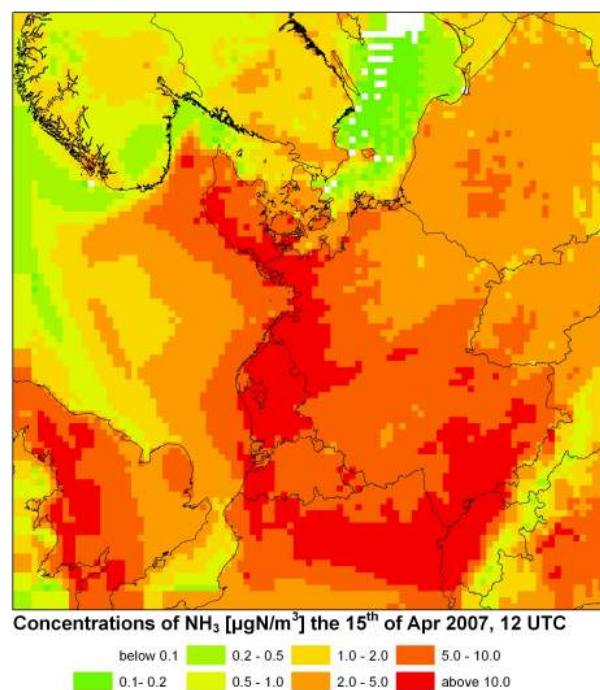 Concentrations of NH₃ [µgN/m³] the 15ᵗʰ of Apr 2007, 12 UTC
below 0.1 0.2 - 0.5 1.0 - 2.0 5.0 - 10.0
0.1- 0.2 0.5 - 1.0 2.0 - 5.0 above 10.0